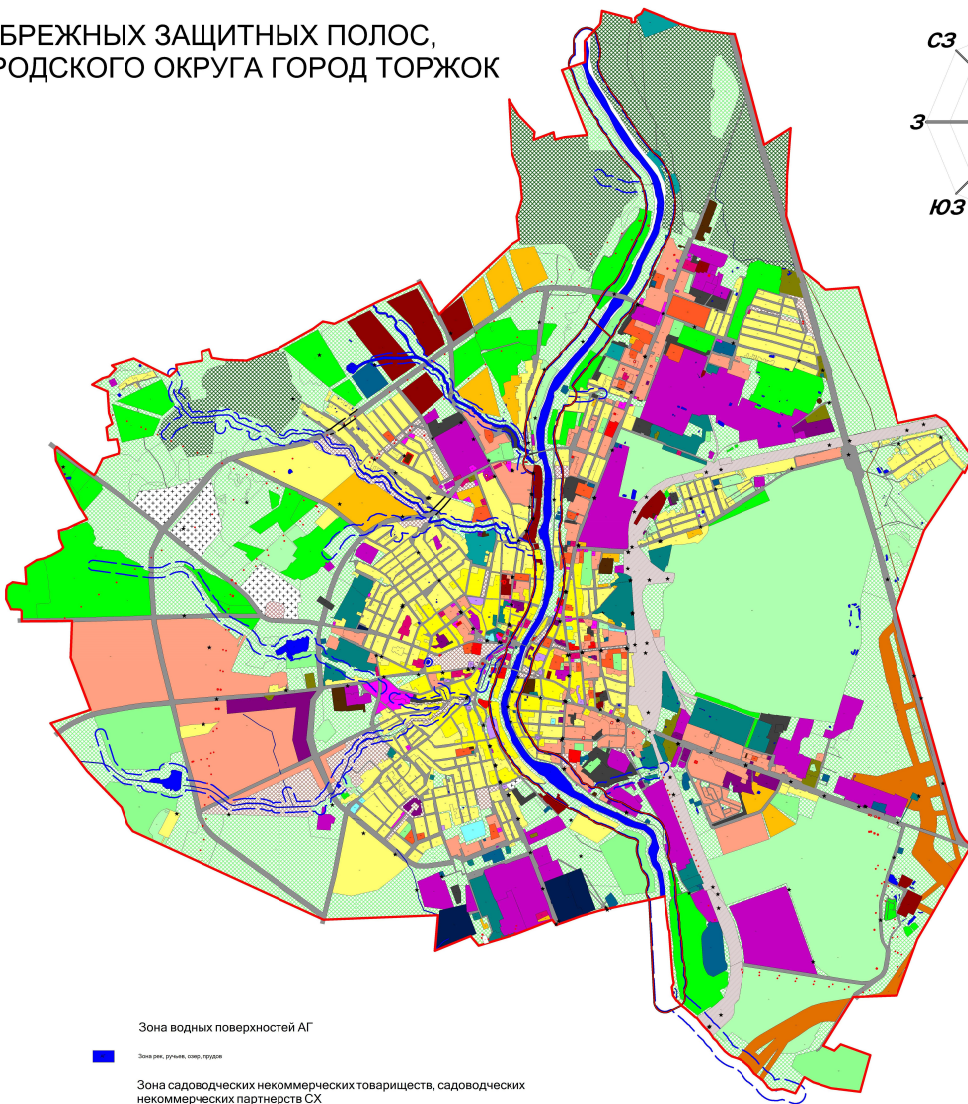 БРЕЖНЫХ ЗАЩИТНЫХ ПОЛОС,
РОДСКОГО ОКРУГА ГОРОД ТОРЖОК
СЗ
З
ЮЗ
Зона водных поверхностей АГ
Зона рек, ручьев, озер, прудов
Зона садоводческих некоммерческих товариществ, садоводческих
некоммерческих партнерств СХ